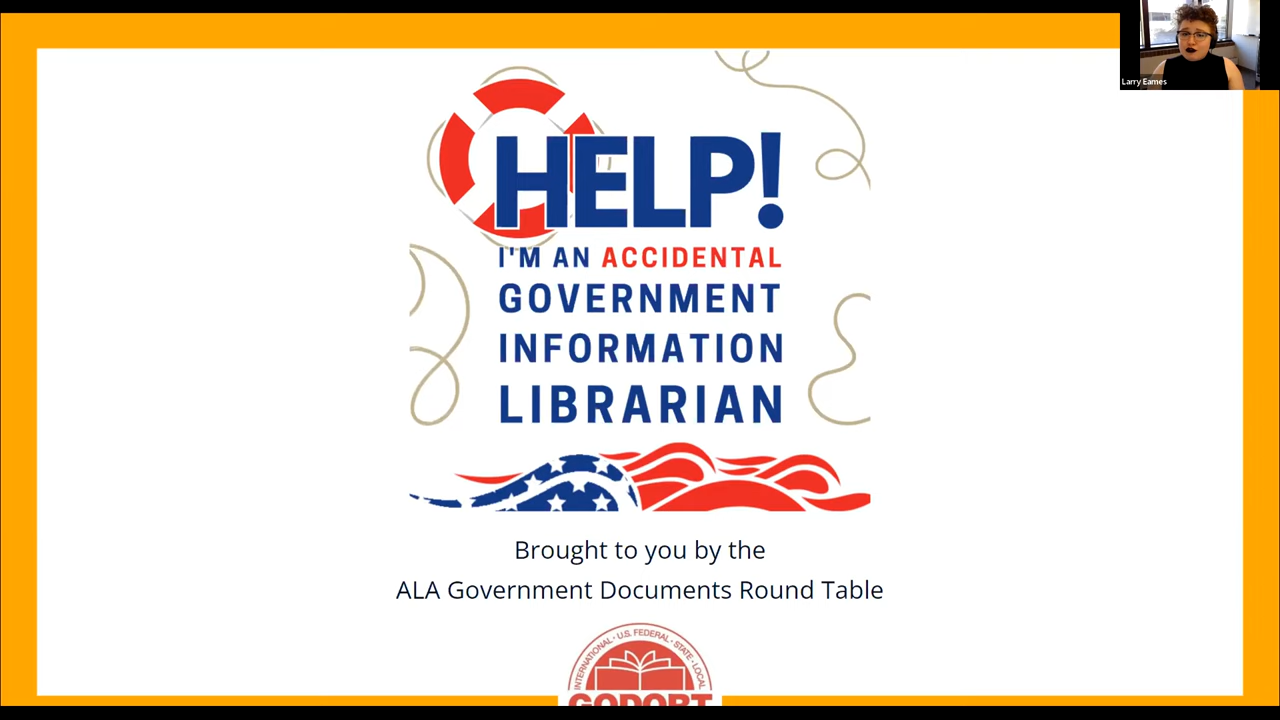 Larry Eames
HELP!
I'M AN ACCIDENTAL
GOVERNMENT
INFORMATION
LIBRARIAN
Brought to you by the
ALA Government Documents Round Table
INTERNATIONAL · U.S. FEDERAL · STATE · LOCAL
GODORT